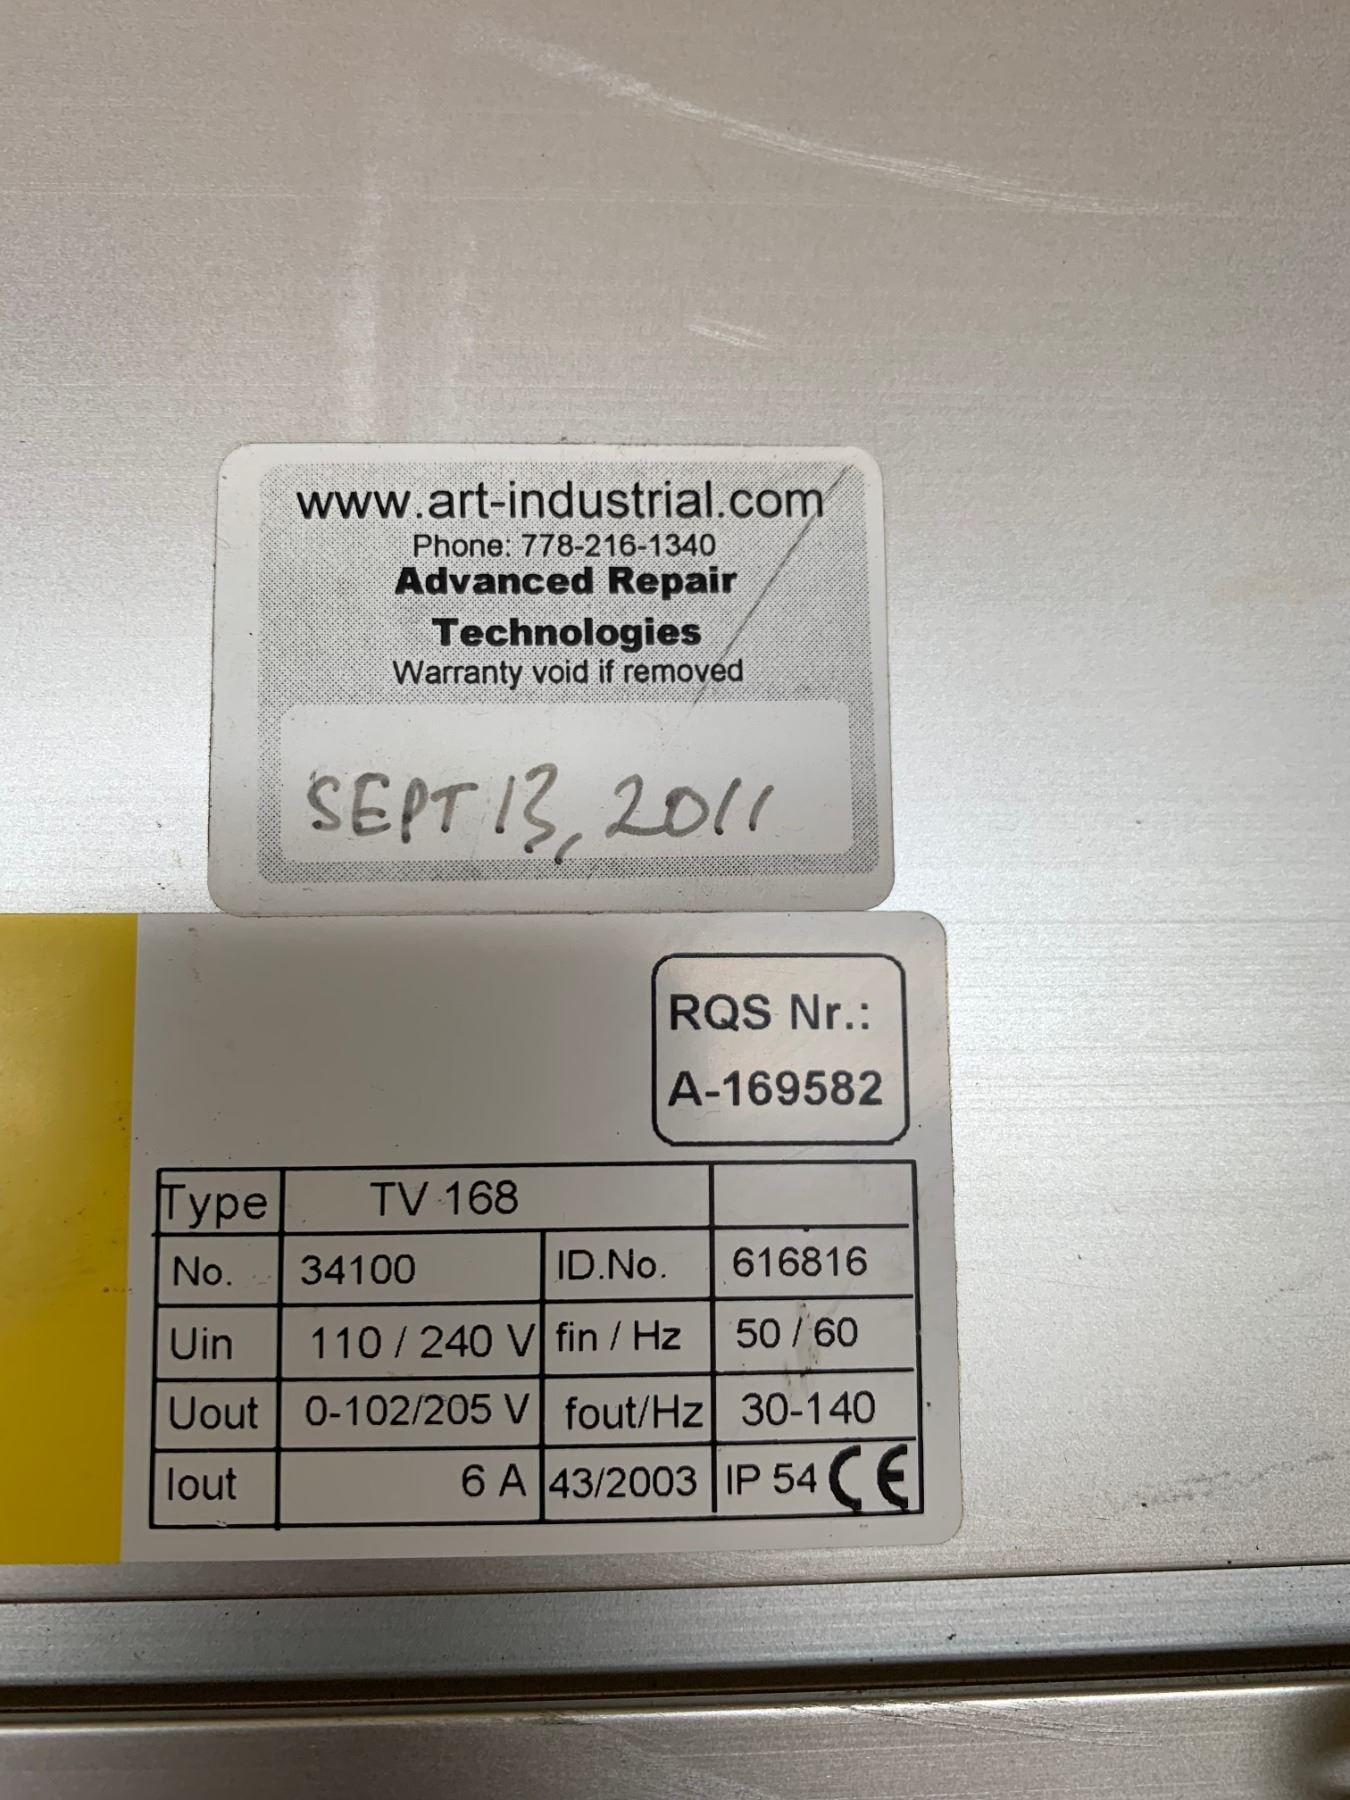 www.art-industrial.com
Phone: 778-216-1340
Advanced Repair
Technologies
Warranty void if removed
SEPT 13, 2011
RQS Nr.:
A-169582
Type TV 168
No. 34100 ID.No. 616816
Uin 110 / 240 V fin / Hz 50 / 60
Uout 0-102/205 V fout/Hz 30-140
Iout 6 A 43/2003 IP 54 CE